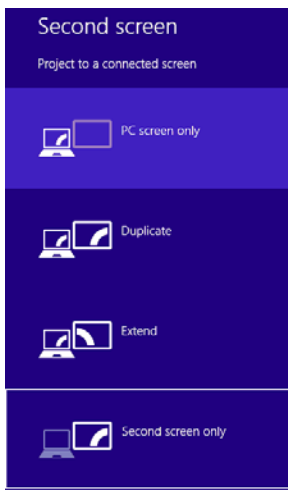 Second screen
Project to a connected screen
PC screen only
Duplicate
Extend
Second screen only